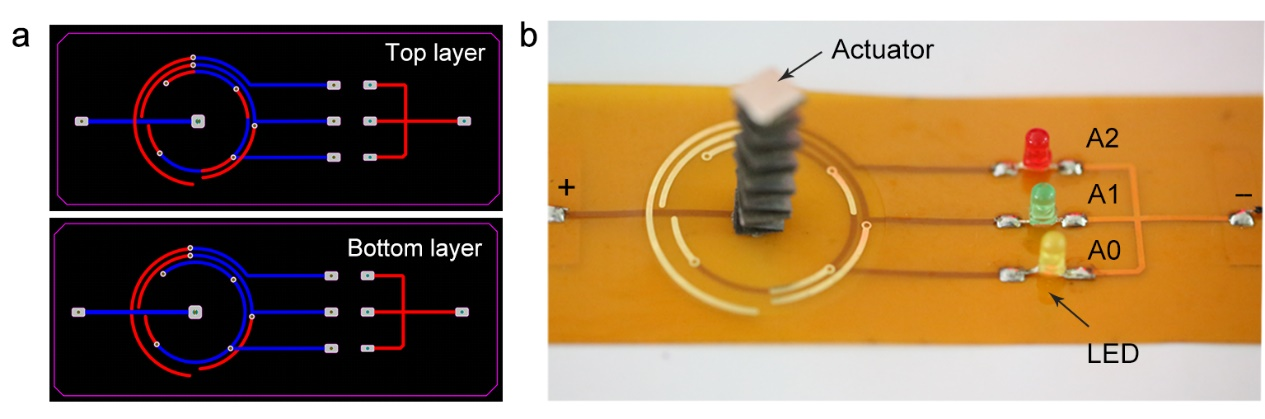 a
Top layer
Bottom layer
b
Actuator
+
A2
A1
–
A0
LED